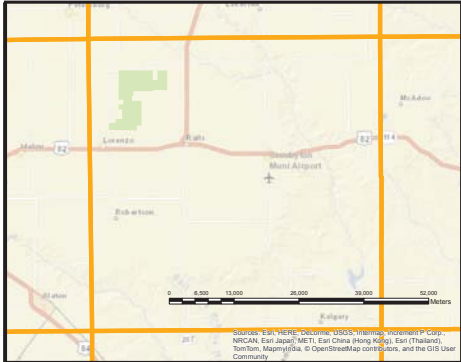 Petersburg
McAdoo
Ralls
Lorenzo
Idalou
82
82
114
Crosbyton
Muni Airport
Robertson
0 6,500 13,000 26,000 39,000 52,000
Meters
Slaton
Kalgary
84
207
Sources: Esri, HERE, DeLorme, USGS, Intermap, increment P Corp.,
NRCAN, Esri Japan, METI, Esri China (Hong Kong), Esri (Thailand),
TomTom, MapmyIndia, © OpenStreetMap contributors, and the GIS User
Community